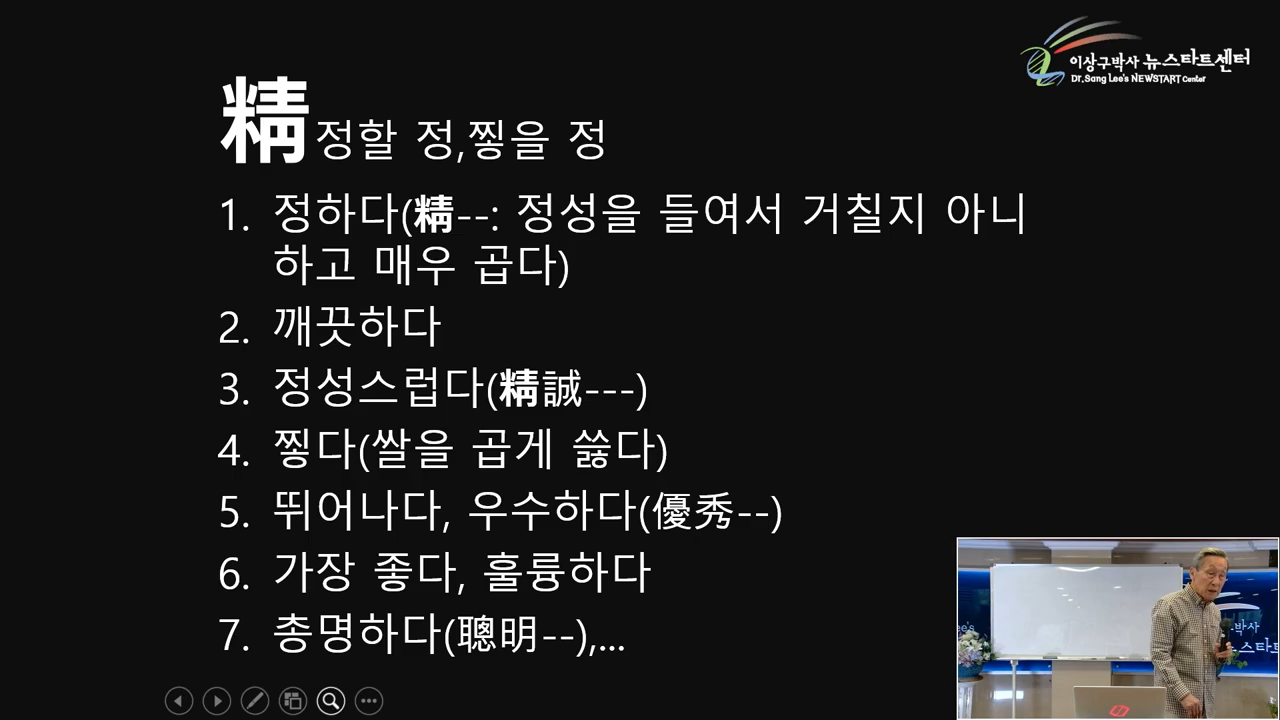 이상구박사 뉴스타트센터
Dr. Sang Lee's NEWSTART Center
精 정할 정,찧을 정
1. 정하다(精--: 정성을 들여서 거칠지 아니
하고 매우 곱다)
2. 깨끗하다
3. 정성스럽다(精誠---)
4. 찧다(쌀을 곱게 쓿다)
5. 뛰어나다, 우수하다(優秀--)
6. 가장 좋다, 훌륭하다
7. 총명하다(聰明--),...